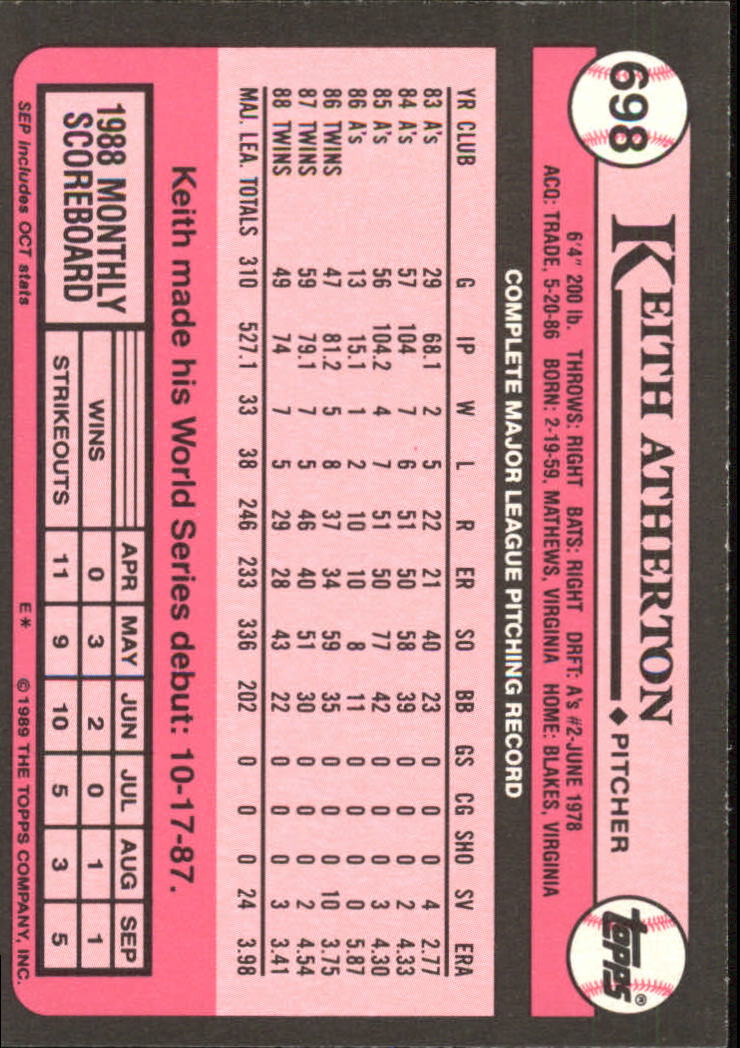 698
KEITH ATHERTON ♦ PITCHER
topps®
6'4" 200 lb. THROWS: RIGHT BATS: RIGHT DRFT: A's #2-JUNE 1978
ACQ: TRADE, 5-20-86 BORN: 2-19-59, MATHEWS, VIRGINIA HOME: BLAKES, VIRGINIA
COMPLETE MAJOR LEAGUE PITCHING RECORD
YR CLUB G IP W L R ER SO BB GS CG SHO SV ERA
83 A's 29 68.1 2 5 22 21 40 23 0 0 0 4 2.77
84 A's 57 104 7 6 51 50 58 39 0 0 0 2 4.33
85 A's 56 104.2 4 7 51 50 77 42 0 0 0 3 4.30
86 A's 13 15.1 1 2 10 10 8 11 0 0 0 0 5.87
86 TWINS 47 81.2 5 8 37 34 59 35 0 0 0 10 3.75
87 TWINS 59 79.1 7 5 46 40 51 30 0 0 0 2 4.54
88 TWINS 49 74 7 5 29 28 43 22 0 0 0 3 3.41
MAJ. LEA. TOTALS 310 527.1 33 38 246 233 336 202 0 0 0 24 3.98
Keith made his World Series debut: 10-17-87.
1988 MONTHLY
SCOREBOARD
APR MAY JUN JUL AUG SEP
WINS 0 3 2 0 1 1
STRIKEOUTS 11 9 10 5 3 5
SEP includes OCT stats E* © 1989 THE TOPPS COMPANY, INC.